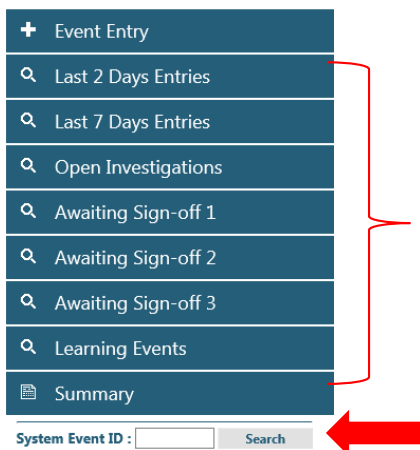 Event Entry
Last 2 Days Entries
Last 7 Days Entries
Open Investigations
Awaiting Sign-off 1
Awaiting Sign-off 2
Awaiting Sign-off 3
Learning Events
Summary
System Event ID : Search